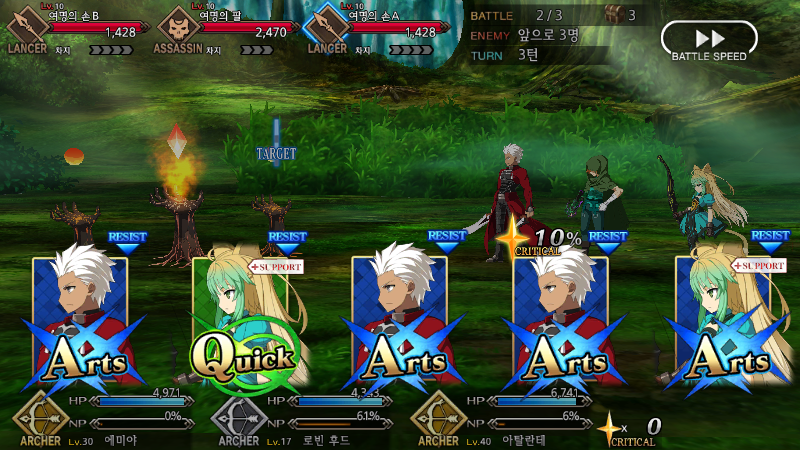 Lv.10 여명의 손B
1,428
LANCER 차지
Lv.10 여명의 팔
2,470
ASSASSIN 차지
Lv.10 여명의 손A
1,428
LANCER 차지
BATTLE 2/3 3
ENEMY 앞으로 3명
TURN 3턴
BATTLE SPEED
TARGET
10%
CRITICAL
RESIST RESIST RESIST RESIST RESIST
+SUPPORT +SUPPORT
Arts Quick Arts Arts Arts
HP 4,971
NP 0%
ARCHER Lv.30 에미야
HP
NP 61%
ARCHER Lv.17 로빈 후드
HP 6,741
NP 6%
ARCHER Lv.40 아탈란테
x 0
CRITICAL